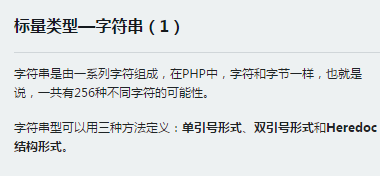 标量类型—字符串（1）
字符串是由一系列字符组成，在PHP中，字符和字节一样，也就是
说，一共有256种不同字符的可能性。
字符串型可以用三种方法定义：单引号形式、双引号形式和Heredoc
结构形式。